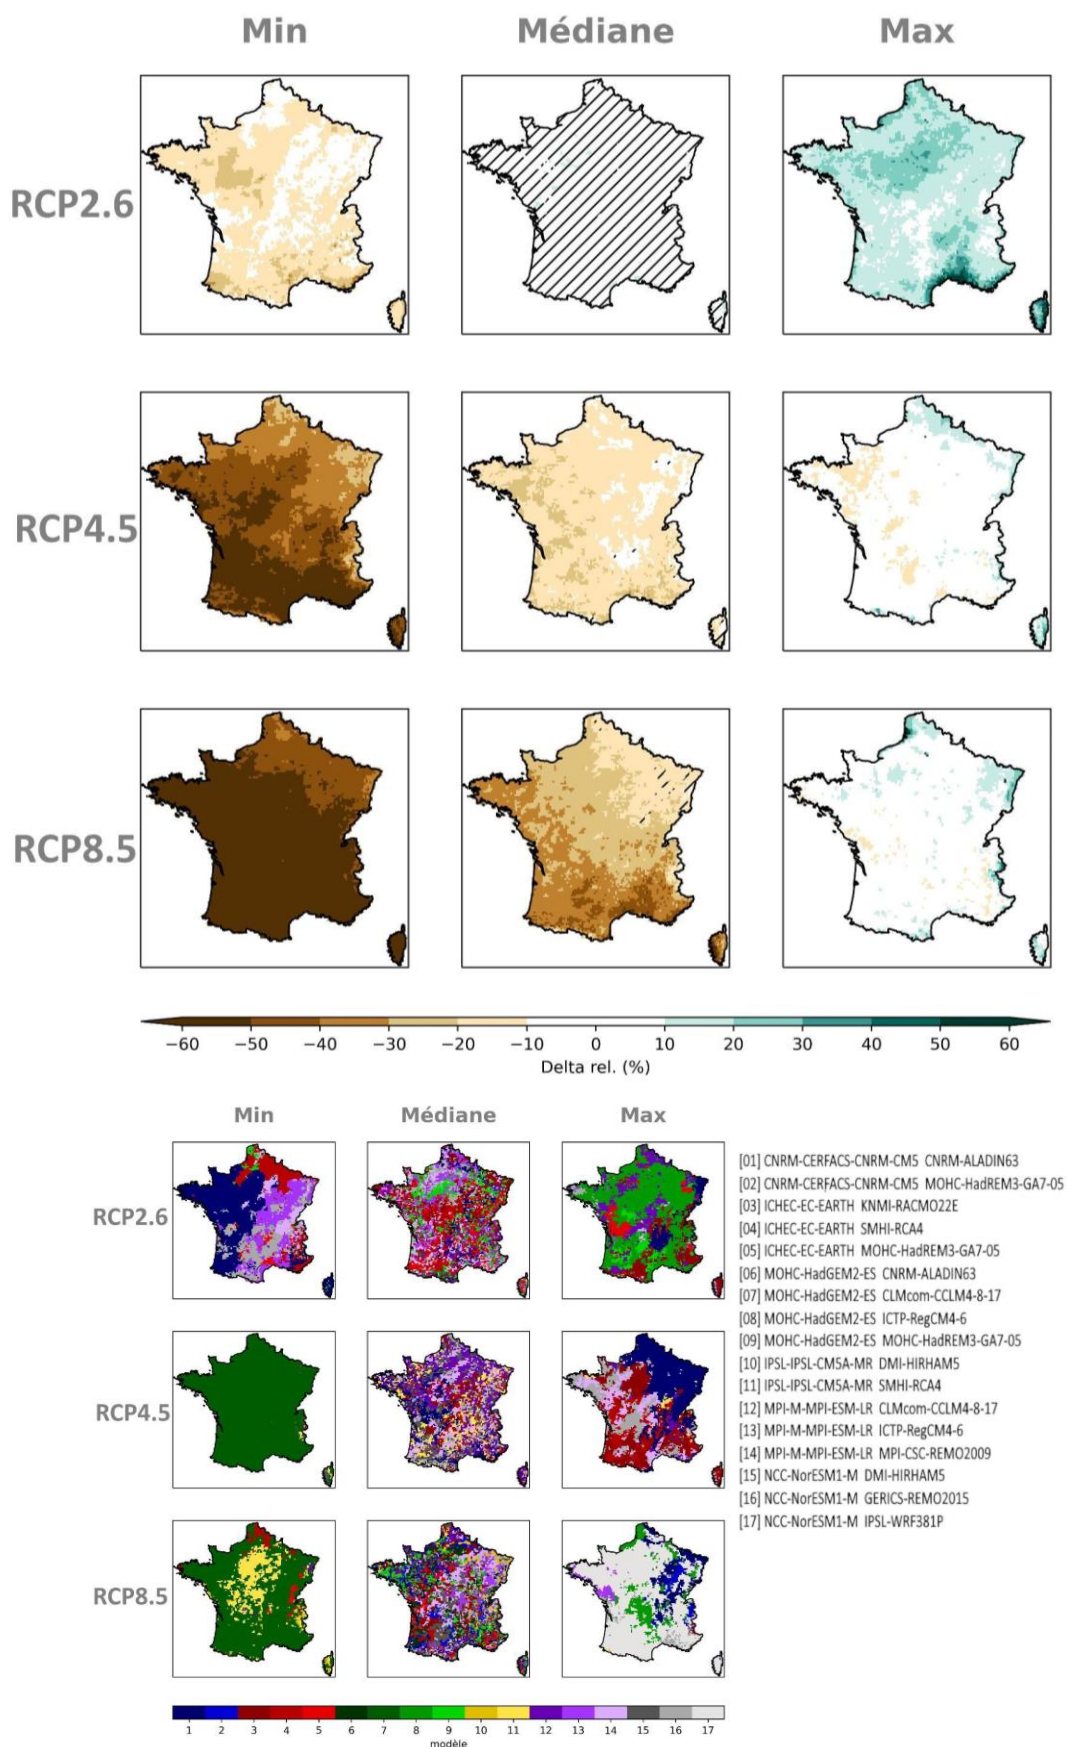 Min Médiane Max
RCP2.6
RCP4.5
RCP8.5
−60 −50 −40 −30 −20 −10 0 10 20 30 40 50 60
Delta rel. (%)
Min Médiane Max
RCP2.6
RCP4.5
RCP8.5
[01] CNRM-CERFACS-CNRM-CM5 CNRM-ALADIN63
[02] CNRM-CERFACS-CNRM-CM5 MOHC-HadREM3-GA7-05
[03] ICHEC-EC-EARTH KNMI-RACMO22E
[04] ICHEC-EC-EARTH SMHI-RCA4
[05] ICHEC-EC-EARTH MOHC-HadREM3-GA7-05
[06] MOHC-HadGEM2-ES CNRM-ALADIN63
[07] MOHC-HadGEM2-ES CLMcom-CCLM4-8-17
[08] MOHC-HadGEM2-ES ICTP-RegCM4-6
[09] MOHC-HadGEM2-ES MOHC-HadREM3-GA7-05
[10] IPSL-IPSL-CM5A-MR DMI-HIRHAM5
[11] IPSL-IPSL-CM5A-MR SMHI-RCA4
[12] MPI-M-MPI-ESM-LR CLMcom-CCLM4-8-17
[13] MPI-M-MPI-ESM-LR ICTP-RegCM4-6
[14] MPI-M-MPI-ESM-LR MPI-CSC-REMO2009
[15] NCC-NorESM1-M DMI-HIRHAM5
[16] NCC-NorESM1-M GERICS-REMO2015
[17] NCC-NorESM1-M IPSL-WRF381P
1 2 3 4 5 6 7 8 9 10 11 12 13 14 15 16 17
modèle